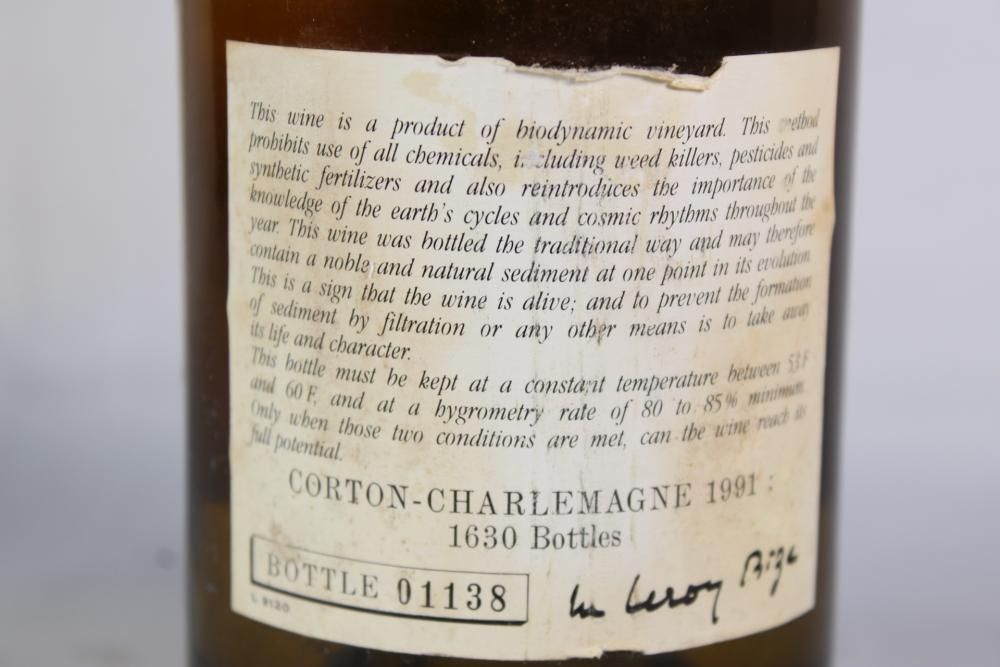 This wine is a product of biodynamic vineyard. This method
prohibits use of all chemicals, including weed killers, pesticides and
synthetic fertilizers and also reintroduces the importance of the
knowledge of the earth's cycles and cosmic rhythms throughout the
year. This wine was bottled the traditional way and may therefore
contain a noble and natural sediment at one point in its evolution.
This is a sign that the wine is alive; and to prevent the formation
of sediment by filtration or any other means is to take away
its life and character.
This bottle must be kept at a constant temperature between 53 F
and 60 F, and at a hygrometry rate of 80 to 85% minimum.
Only when those two conditions are met, can the wine reach its
full potential.
CORTON-CHARLEMAGNE 1991 :
1630 Bottles
BOTTLE 01138
L 9120
Leroy Bize